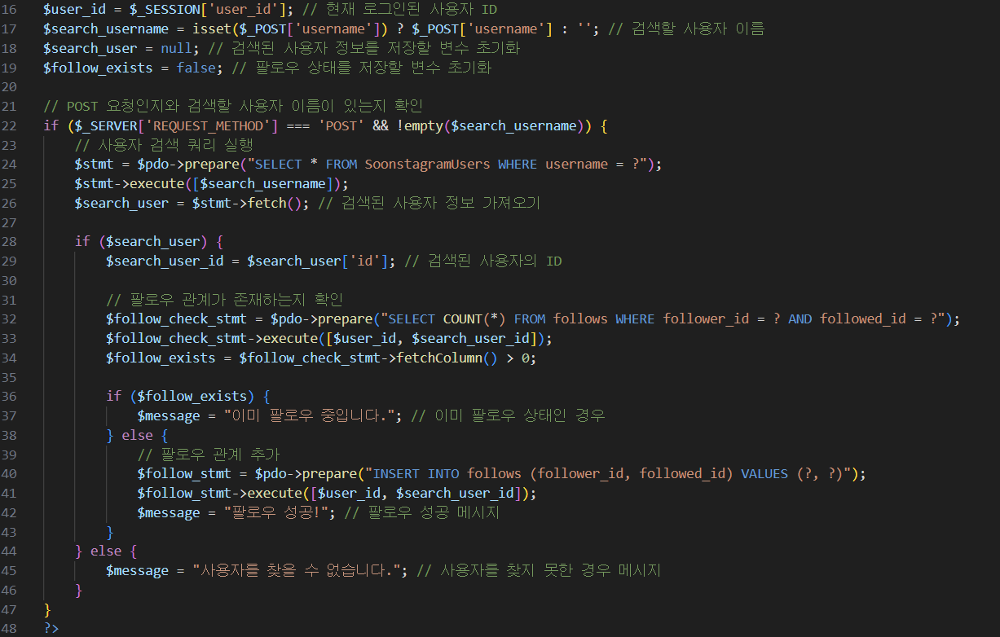 16 $user_id = $_SESSION['user_id']; // 현재 로그인된 사용자 ID
17 $search_username = isset($_POST['username']) ? $_POST['username'] : ''; // 검색할 사용자 이름
18 $search_user = null; // 검색된 사용자 정보를 저장할 변수 초기화
19 $follow_exists = false; // 팔로우 상태를 저장할 변수 초기화
20
21 // POST 요청인지와 검색할 사용자 이름이 있는지 확인
22 if ($_SERVER['REQUEST_METHOD'] === 'POST' && !empty($search_username)) {
23     // 사용자 검색 쿼리 실행
24     $stmt = $pdo->prepare("SELECT * FROM SoonstagramUsers WHERE username = ?");
25     $stmt->execute([$search_username]);
26     $search_user = $stmt->fetch(); // 검색된 사용자 정보 가져오기
27
28     if ($search_user) {
29         $search_user_id = $search_user['id']; // 검색된 사용자의 ID
30
31         // 팔로우 관계가 존재하는지 확인
32         $follow_check_stmt = $pdo->prepare("SELECT COUNT(*) FROM follows WHERE follower_id = ? AND followed_id = ?");
33         $follow_check_stmt->execute([$user_id, $search_user_id]);
34         $follow_exists = $follow_check_stmt->fetchColumn() > 0;
35
36         if ($follow_exists) {
37             $message = "이미 팔로우 중입니다."; // 이미 팔로우 상태인 경우
38         } else {
39             // 팔로우 관계 추가
40             $follow_stmt = $pdo->prepare("INSERT INTO follows (follower_id, followed_id) VALUES (?, ?)");
41             $follow_stmt->execute([$user_id, $search_user_id]);
42             $message = "팔로우 성공!"; // 팔로우 성공 메시지
43         }
44     } else {
45         $message = "사용자를 찾을 수 없습니다."; // 사용자를 찾지 못한 경우 메시지
46     }
47 }
48 ?>